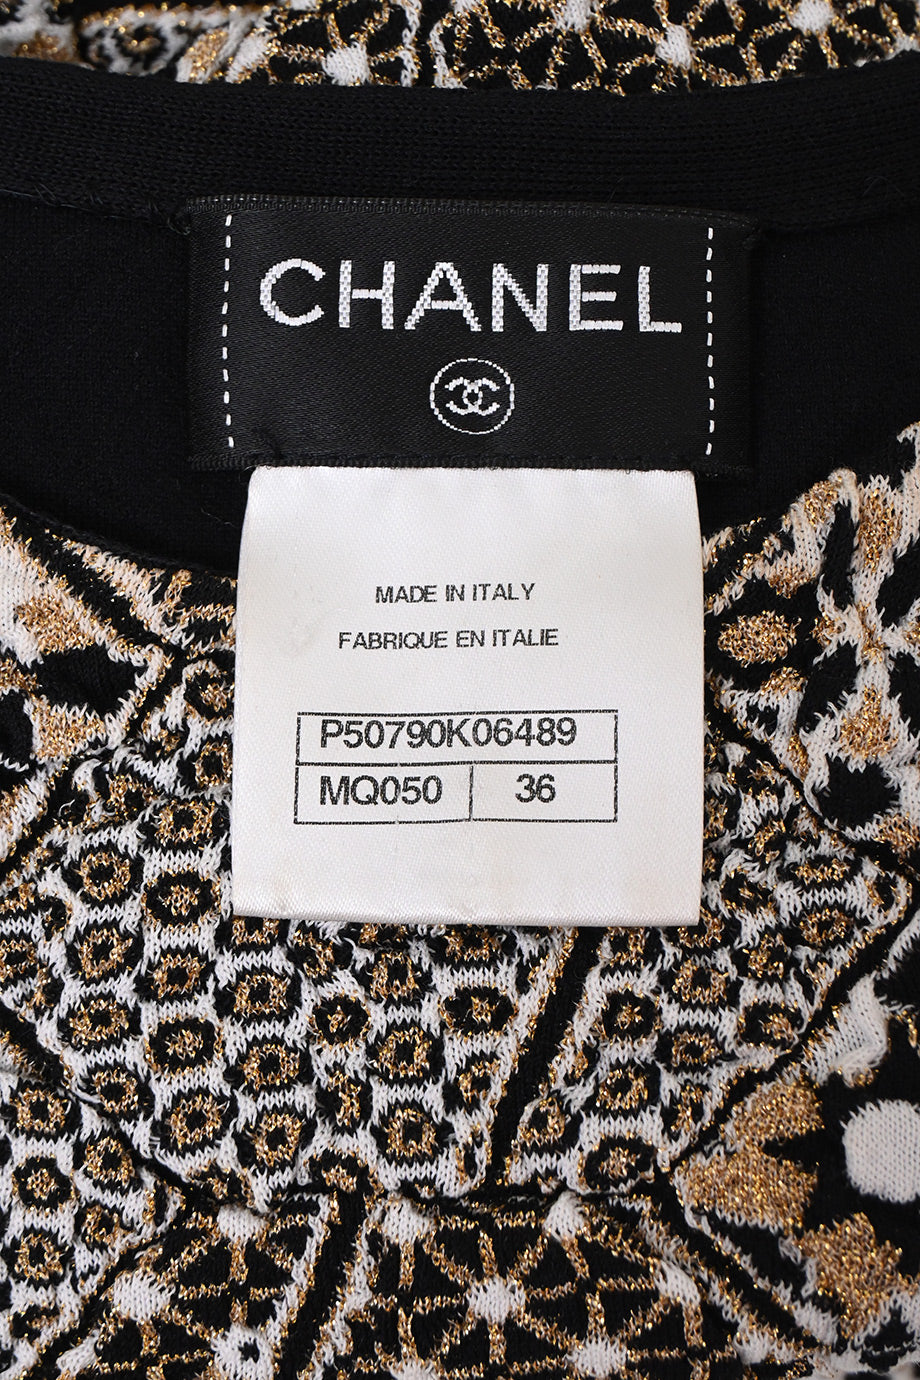 CHANEL
MADE IN ITALY
FABRIQUE EN ITALIE
P50790K06489
MQ050 36